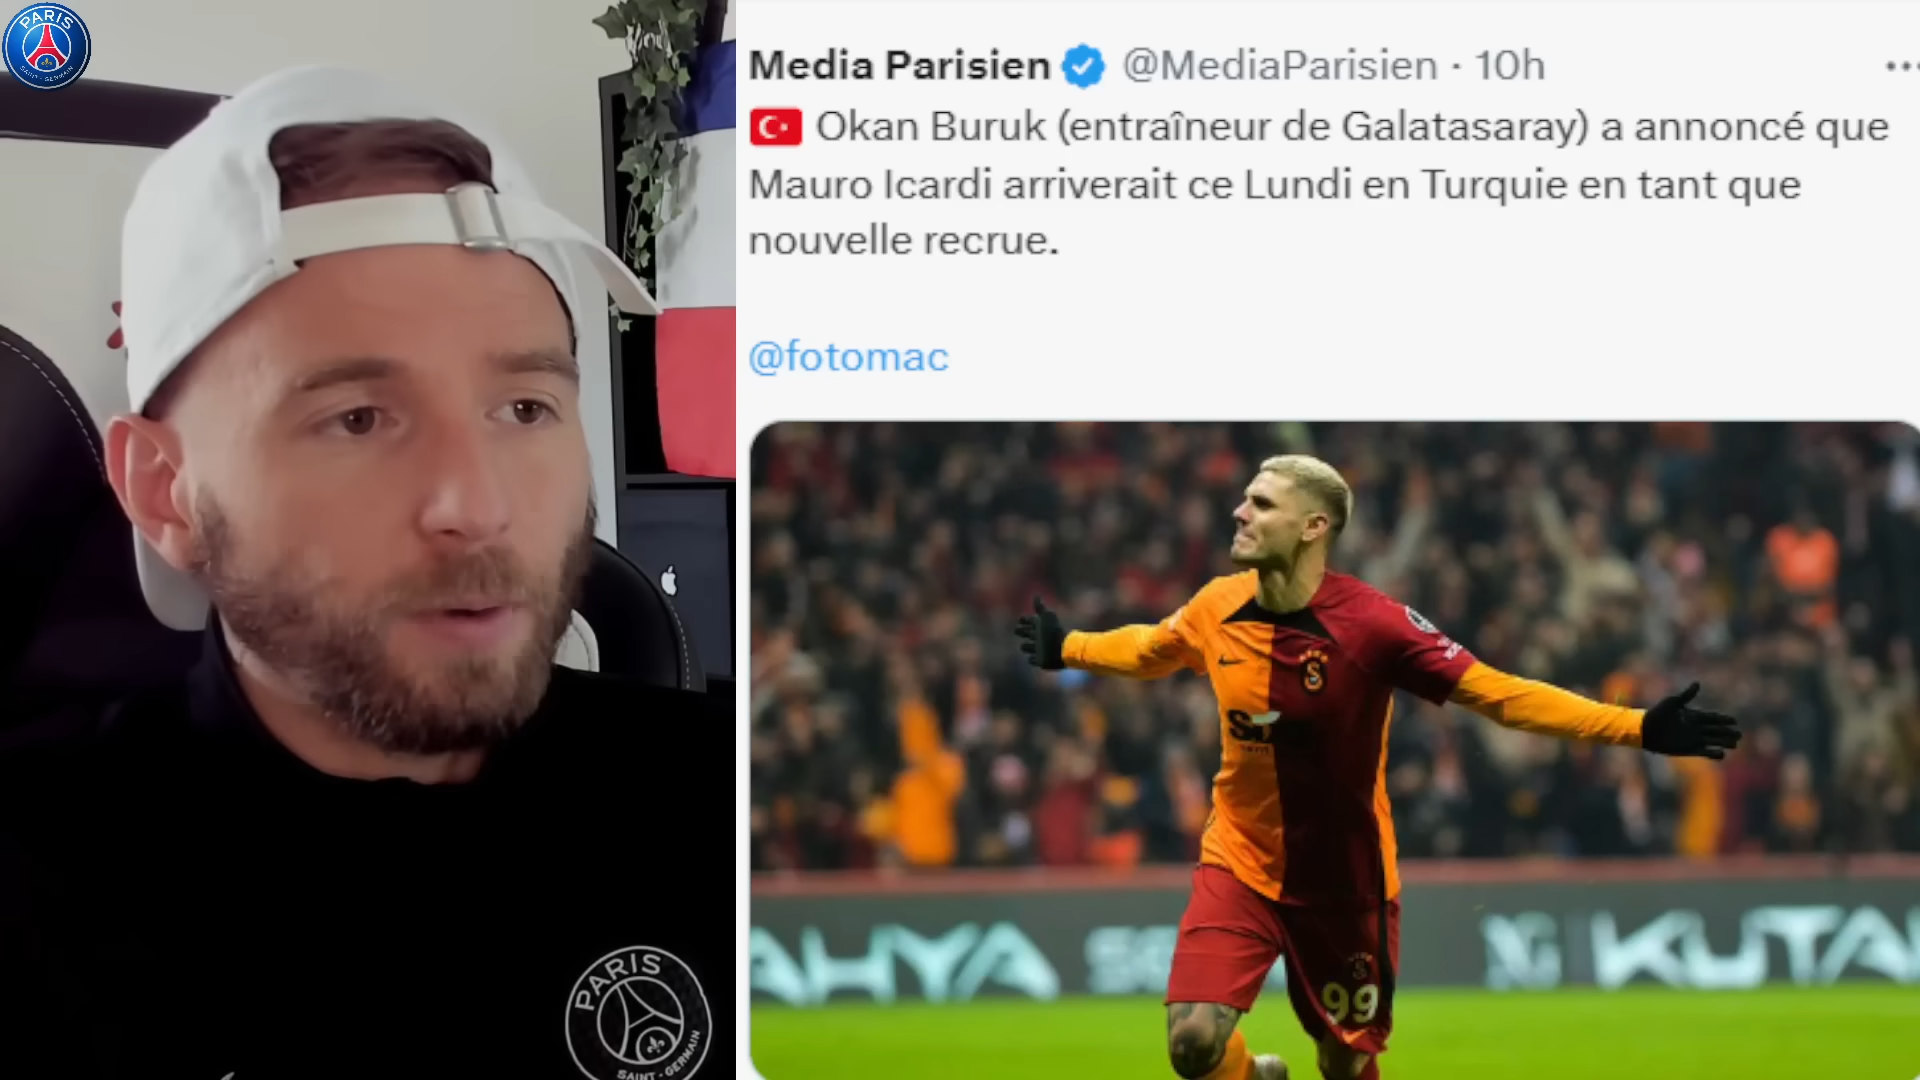 PARIS
SAINT-GERMAIN
Media Parisien @MediaParisien · 10h
Okan Buruk (entraîneur de Galatasaray) a annoncé que
Mauro Icardi arriverait ce Lundi en Turquie en tant que
nouvelle recrue.
@fotomac
99
KUTA
PARIS
SAINT-GERMAIN